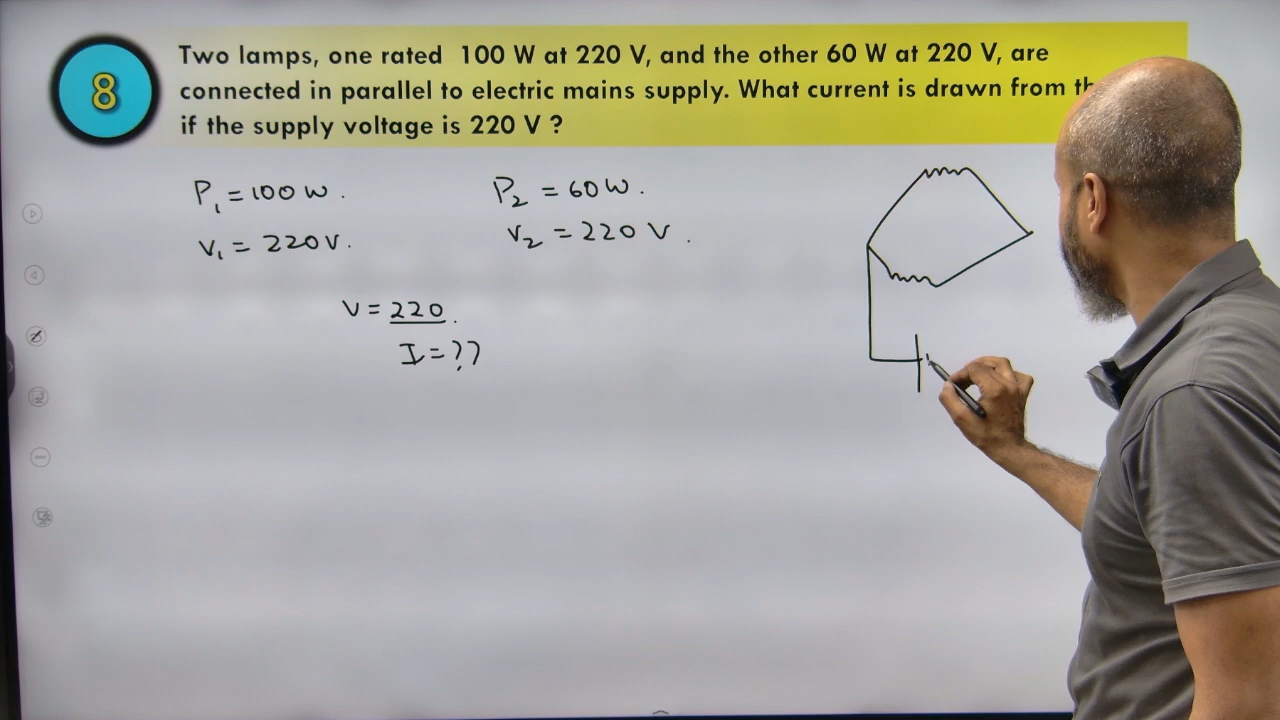 8
Two lamps, one rated 100 W at 220 V, and the other 60 W at 220 V, are
connected in parallel to electric mains supply. What current is drawn from
if the supply voltage is 220 V ?
P₁ = 100 W .
P₂ = 60 W .
V₁ = 220 V .
V₂ = 220 V .
V = 220 .
I = ??